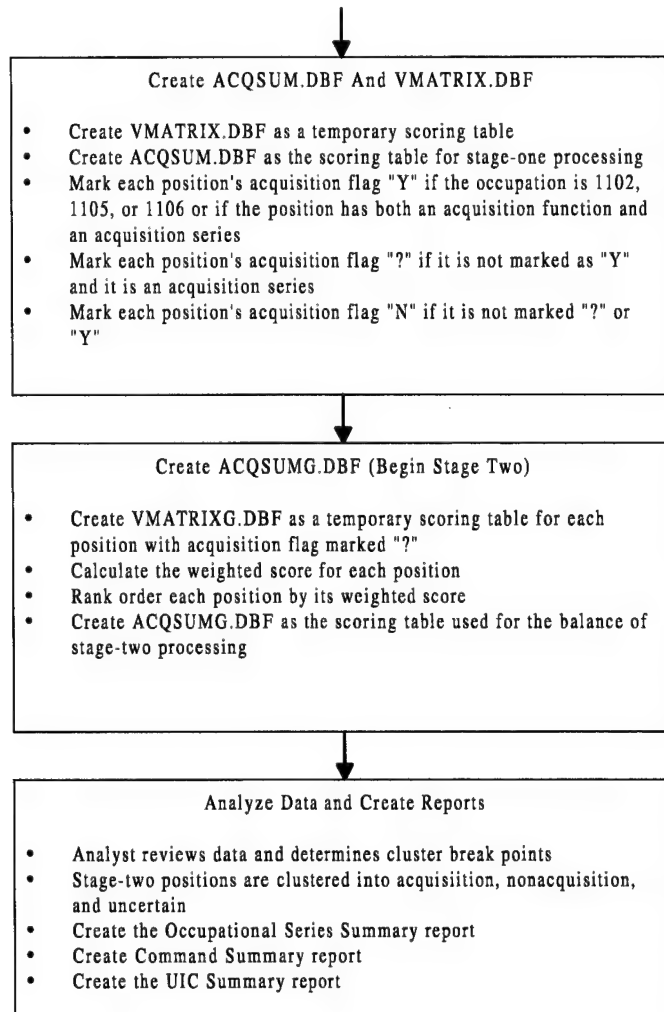 Create ACQSUM.DBF And VMATRIX.DBF
• Create VMATRIX.DBF as a temporary scoring table
• Create ACQSUM.DBF as the scoring table for stage-one processing
• Mark each position's acquisition flag "Y" if the occupation is 1102,
1105, or 1106 or if the position has both an acquisition function and
an acquisition series
• Mark each position's acquisition flag "?" if it is not marked as "Y"
and it is an acquisition series
• Mark each position's acquisition flag "N" if it is not marked "?" or
"Y"
Create ACQSUMG.DBF (Begin Stage Two)
• Create VMATRIXG.DBF as a temporary scoring table for each
position with acquisition flag marked "?"
• Calculate the weighted score for each position
• Rank order each position by its weighted score
• Create ACQSUMG.DBF as the scoring table used for the balance of
stage-two processing
Analyze Data and Create Reports
• Analyst reviews data and determines cluster break points
• Stage-two positions are clustered into acquisiition, nonacquisition,
and uncertain
• Create the Occupational Series Summary report
• Create Command Summary report
• Create the UIC Summary report